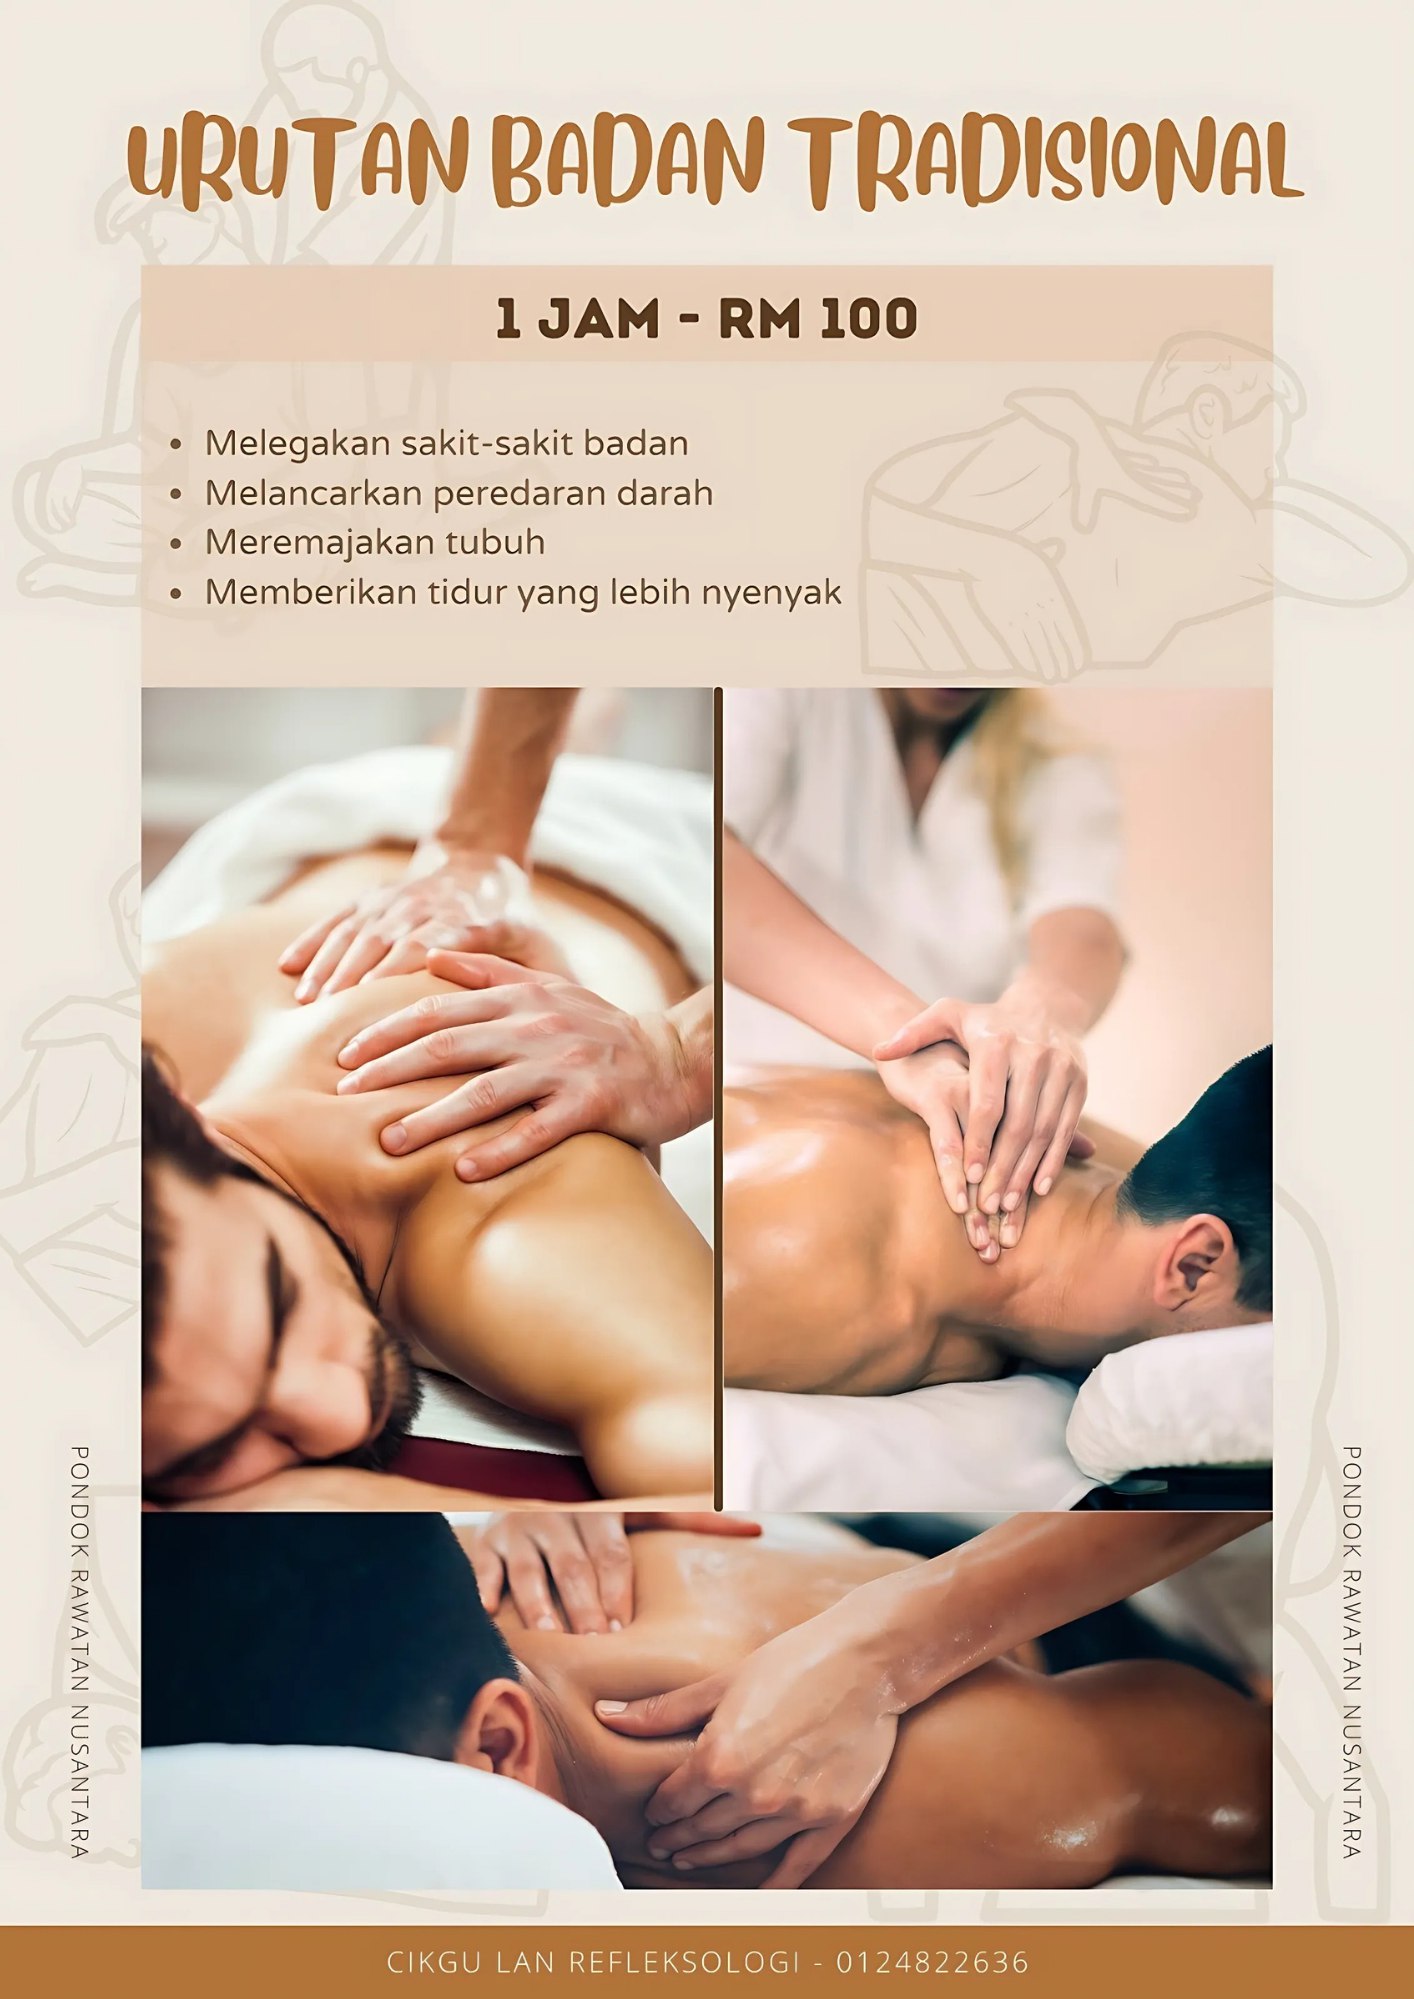 URUTAN BADAN TRADISIONAL
1 JAM - RM 100
• Melegakan sakit-sakit badan
• Melancarkan peredaran darah
• Meremajakan tubuh
• Memberikan tidur yang lebih nyenyak
PONDOK RAWATAN NUSANTARA
PONDOK RAWATAN NUSANTARA
CIKGU LAN REFLEKSOLOGI - 0124822636